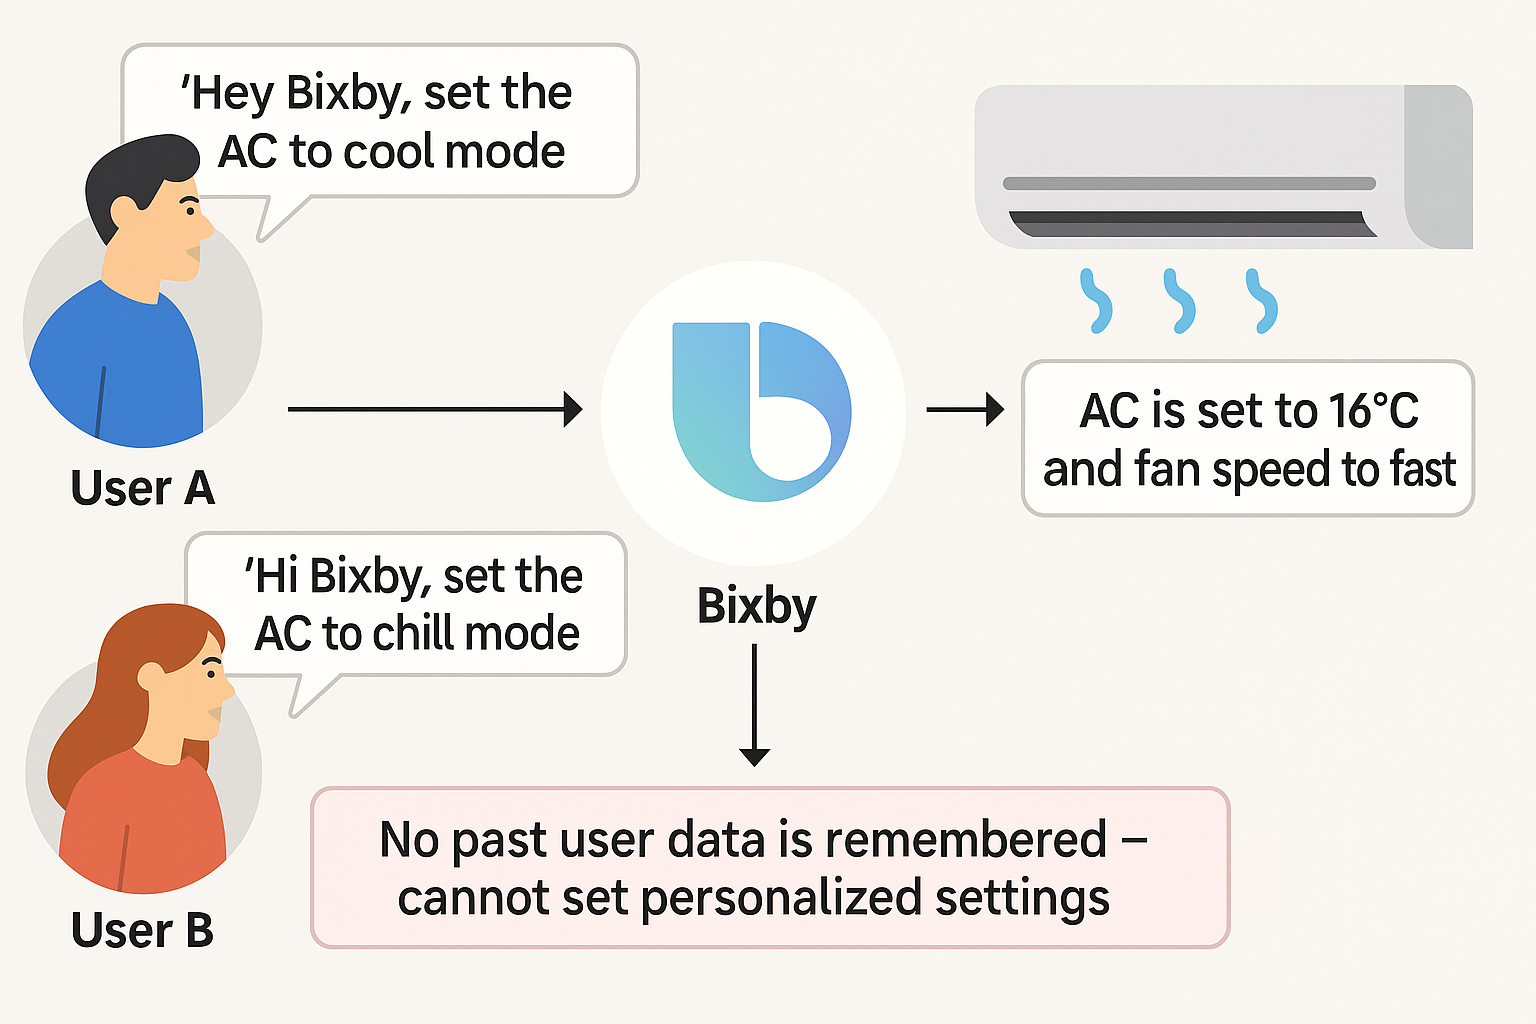 'Hey Bixby, set the
AC to cool mode
User A
'Hi Bixby, set the
AC to chill mode
User B
Bixby
AC is set to 16°C
and fan speed to fast
No past user data is remembered –
cannot set personalized settings